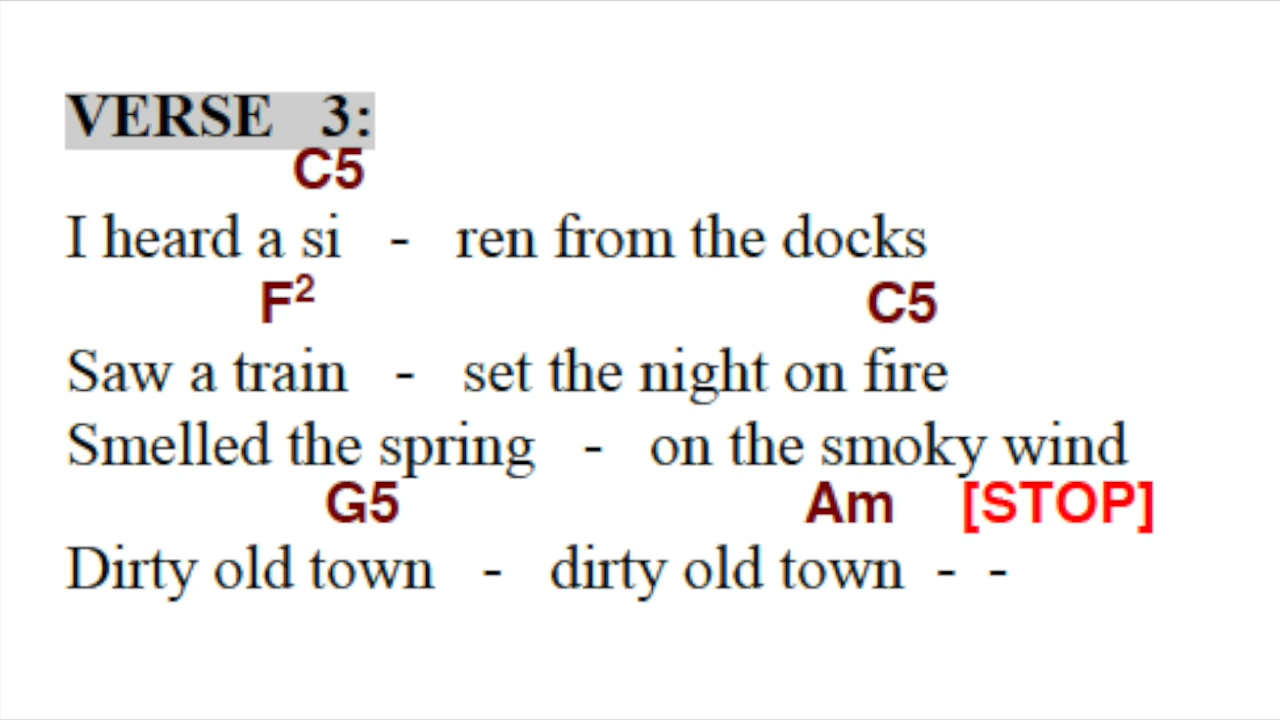 VERSE 3:
C5
I heard a si - ren from the docks
F² C5
Saw a train - set the night on fire
Smelled the spring - on the smoky wind
G5 Am [STOP]
Dirty old town - dirty old town - -